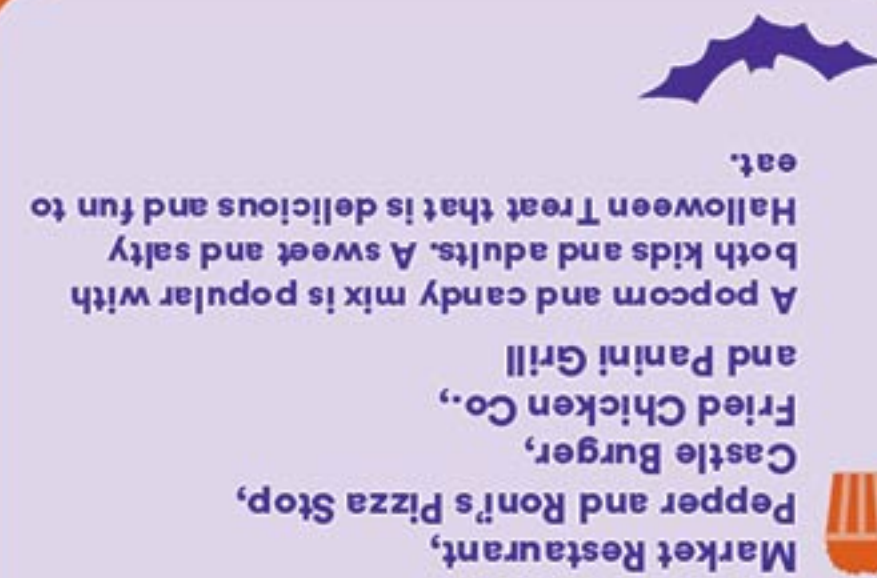 Market Restaurant,
Pepper and Roni's Pizza Stop,
Castle Burger,
Fried Chicken Co.,
and Panini Grill
A popcorn and candy mix is popular with
both kids and adults. A sweet and salty
Halloween Treat that is delicious and fun to
eat.